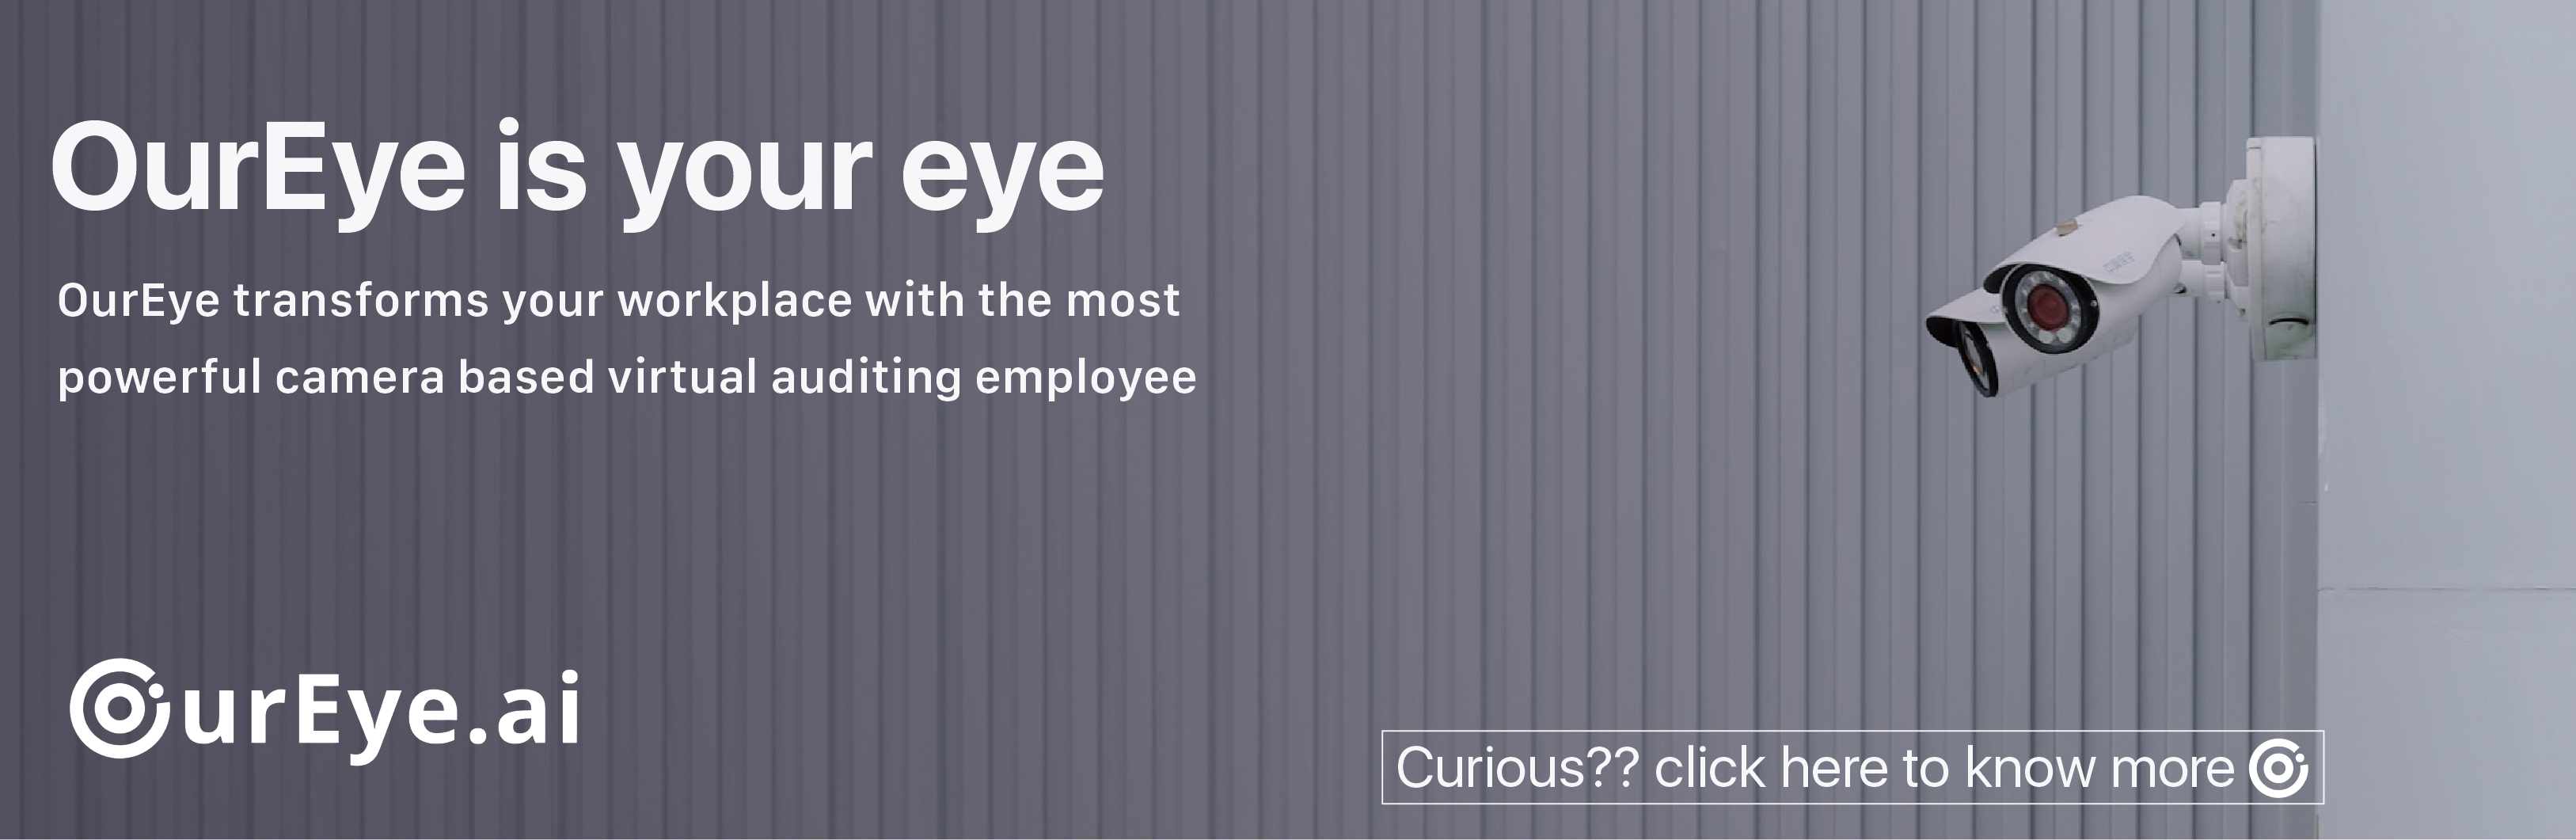 OurEye is your eye
OurEye transforms your workplace with the most
powerful camera based virtual auditing employee
OurEye.ai
Curious?? click here to know more